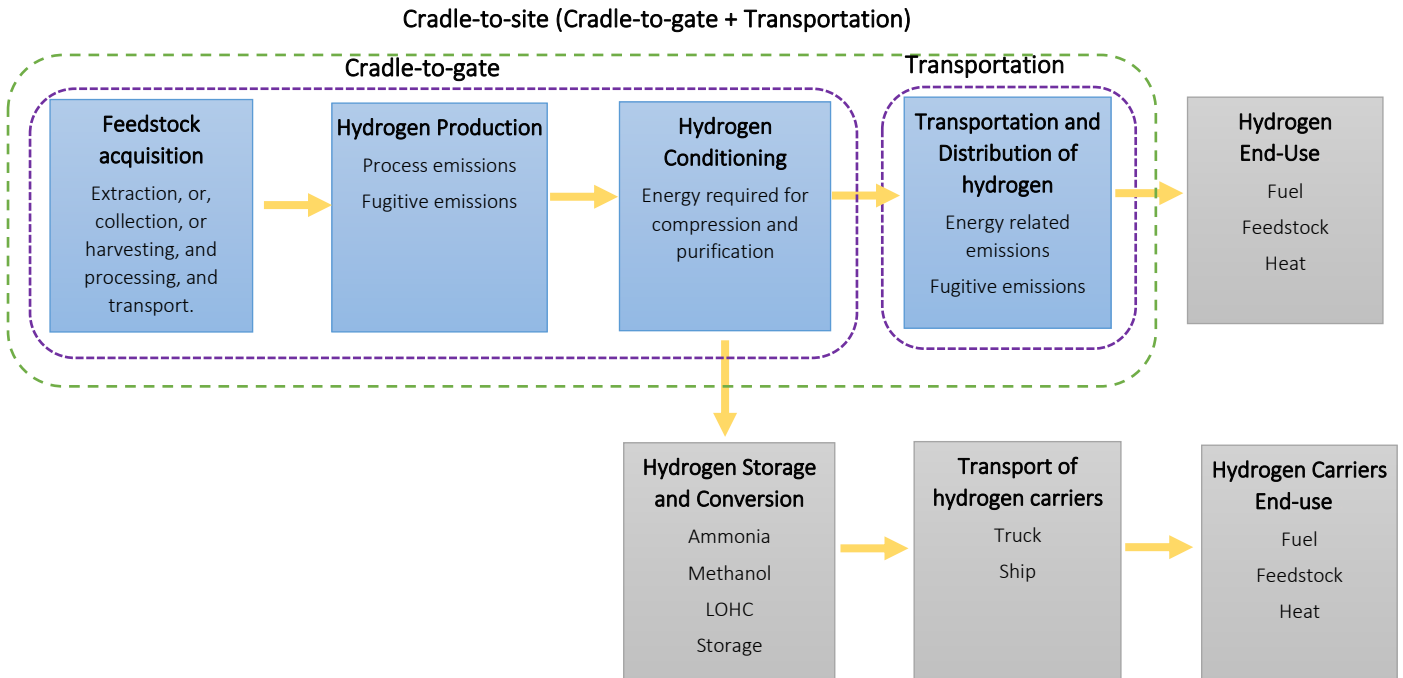 Cradle-to-site (Cradle-to-gate + Transportation)
Cradle-to-gate
Transportation
Feedstock
acquisition
Extraction, or,
collection, or
harvesting, and
processing, and
transport.
Hydrogen Production
Process emissions
Fugitive emissions
Hydrogen
Conditioning
Energy required for
compression and
purification
Transportation and
Distribution of
hydrogen
Energy related
emissions
Fugitive emissions
Hydrogen
End-Use
Fuel
Feedstock
Heat
Hydrogen Storage
and Conversion
Ammonia
Methanol
LOHC
Storage
Transport of
hydrogen carriers
Truck
Ship
Hydrogen Carriers
End-use
Fuel
Feedstock
Heat